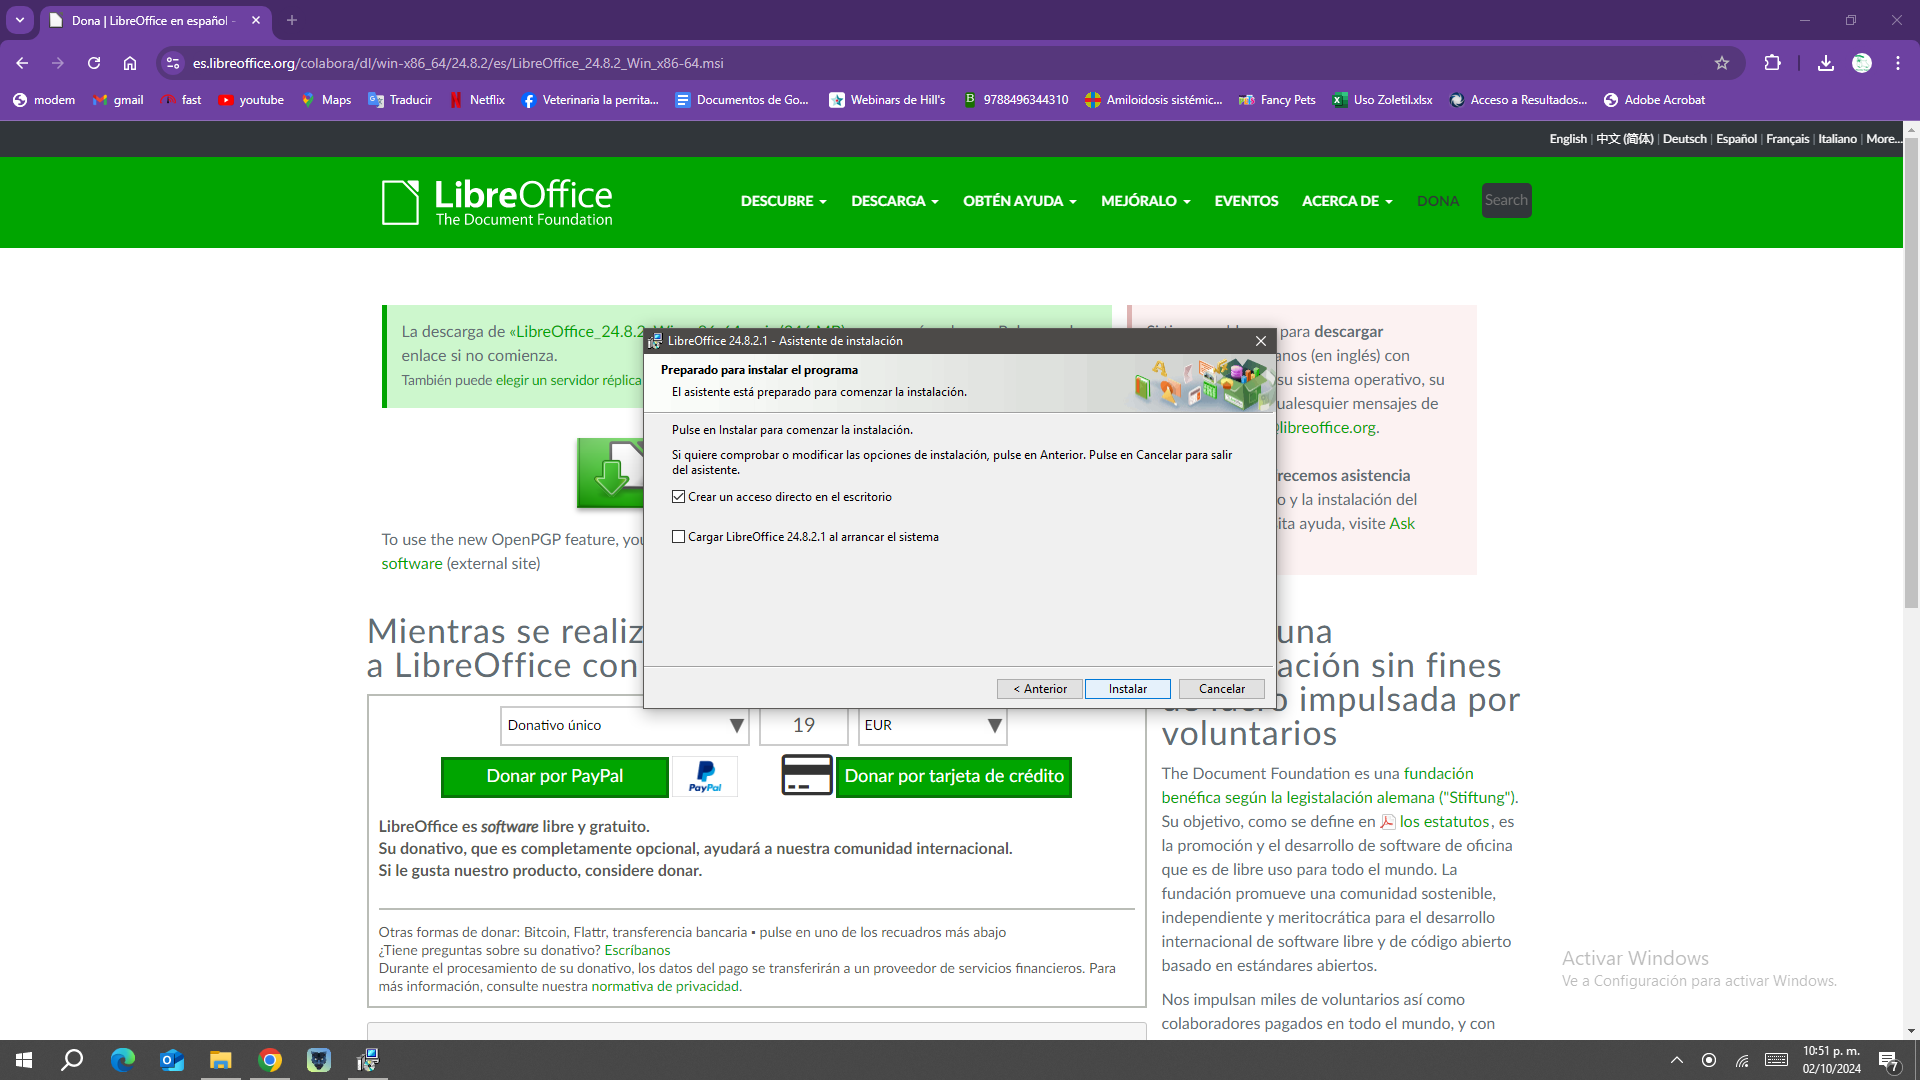 Dona | LibreOffice en español -
es.libreoffice.org/colabora/dl/win-x86_64/24.8.2/es/LibreOffice_24.8.2_Win_x86-64.msi
modem gmail fast youtube Maps Traducir Netflix Veterinaria la perrita... Documentos de Go... Webinars de Hill's 9788496344310 Amiloidosis sistémic... Fancy Pets Uso Zoletil.xlsx Acceso a Resultados... Adobe Acrobat
English | 中文 (简体) | Deutsch | Español | Français | Italiano | More...
LibreOffice
The Document Foundation
DESCUBRE DESCARGA OBTÉN AYUDA MEJÓRALO EVENTOS ACERCA DE DONA Search
La descarga de «LibreOffice_24.8.2
enlace si no comienza.
También puede elegir un servidor réplica
para descargar
anos (en inglés) con
su sistema operativo, su
ualesquier mensajes de
libreoffice.org.
recemos asistencia
o y la instalación del
ita ayuda, visite Ask
LibreOffice 24.8.2.1 - Asistente de instalación
Preparado para instalar el programa
El asistente está preparado para comenzar la instalación.
Pulse en Instalar para comenzar la instalación.
Si quiere comprobar o modificar las opciones de instalación, pulse en Anterior. Pulse en Cancelar para salir
del asistente.
Crear un acceso directo en el escritorio
Cargar LibreOffice 24.8.2.1 al arrancar el sistema
< Anterior Instalar Cancelar
To use the new OpenPGP feature, you
software (external site)
Mientras se realiz
a LibreOffice con
Donativo único 19 EUR
Donar por PayPal PayPal Donar por tarjeta de crédito
LibreOffice es software libre y gratuito.
Su donativo, que es completamente opcional, ayudará a nuestra comunidad internacional.
Si le gusta nuestro producto, considere donar.
Otras formas de donar: Bitcoin, Flattr, transferencia bancaria • pulse en uno de los recuadros más abajo
¿Tiene preguntas sobre su donativo? Escríbanos
Durante el procesamiento de su donativo, los datos del pago se transferirán a un proveedor de servicios financieros. Para
más información, consulte nuestra normativa de privacidad.
una
ación sin fines
de lucro impulsada por
voluntarios
The Document Foundation es una fundación
benéfica según la legistalación alemana ("Stiftung").
Su objetivo, como se define en los estatutos, es
la promoción y el desarrollo de software de oficina
que es de libre uso para todo el mundo. La
fundación promueve una comunidad sostenible,
independiente y meritocrática para el desarrollo
internacional de software libre y de código abierto
basado en estándares abiertos.
Nos impulsan miles de voluntarios así como
colaboradores pagados en todo el mundo, y con
Activar Windows
Ve a Configuración para activar Windows.
10:51 p. m.
02/10/2024
7